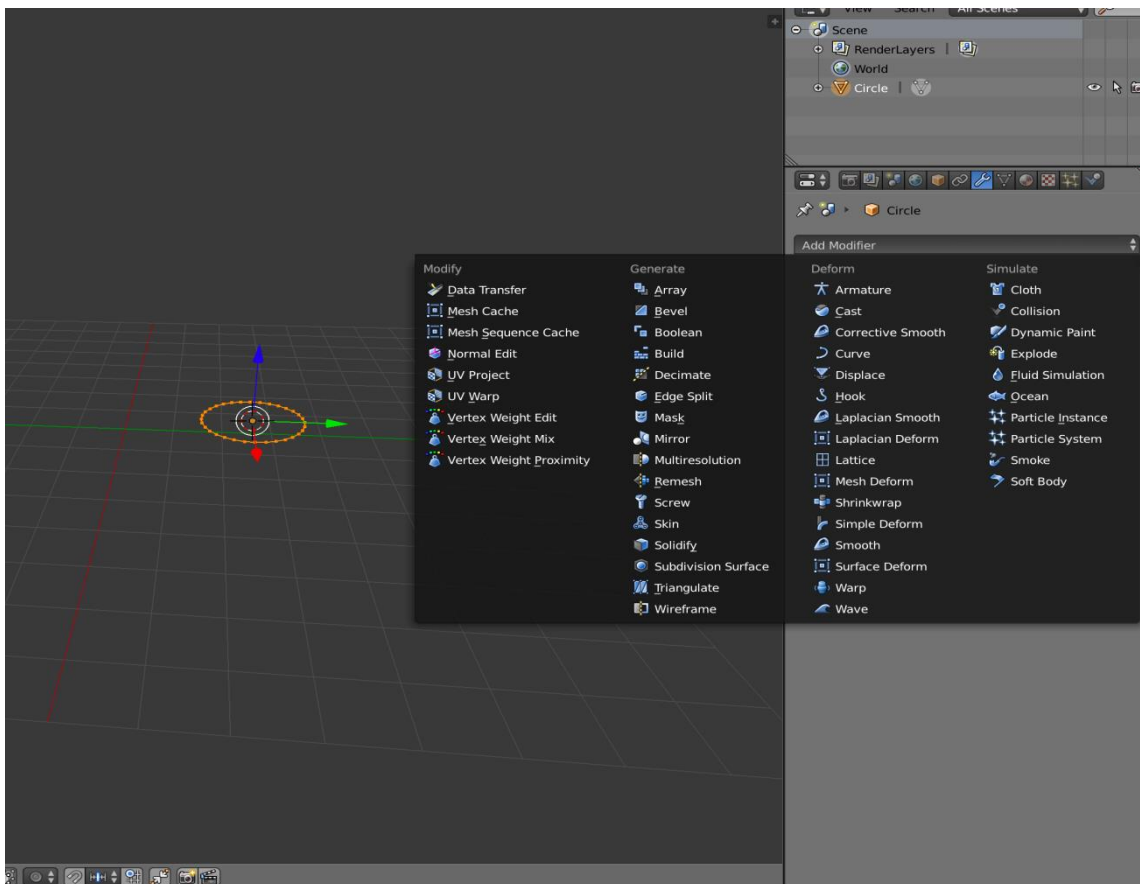 View Search All Scenes
Scene
RenderLayers
World
Circle
Circle
Add Modifier
Modify
Data Transfer
Mesh Cache
Mesh Sequence Cache
Normal Edit
UV Project
UV Warp
Vertex Weight Edit
Vertex Weight Mix
Vertex Weight Proximity
Generate
Array
Bevel
Boolean
Build
Decimate
Edge Split
Mask
Mirror
Multiresolution
Remesh
Screw
Skin
Solidify
Subdivision Surface
Triangulate
Wireframe
Deform
Armature
Cast
Corrective Smooth
Curve
Displace
Hook
Laplacian Smooth
Laplacian Deform
Lattice
Mesh Deform
Shrinkwrap
Simple Deform
Smooth
Surface Deform
Warp
Wave
Simulate
Cloth
Collision
Dynamic Paint
Explode
Fluid Simulation
Ocean
Particle Instance
Particle System
Smoke
Soft Body